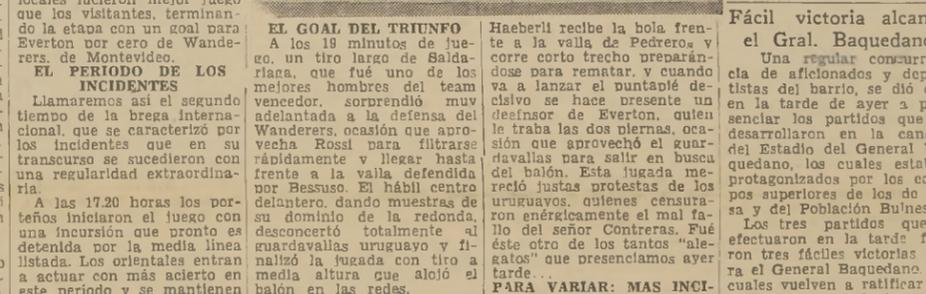 locales lucieron mejor juego
que los visitantes, terminan-
do la etapa con un goal para
Everton por cero de Wande-
rers, de Montevideo.
EL PERIODO DE LOS
INCIDENTES
Llamaremos así el segundo
tiempo de la brega interna-
cional, que se caracterizó por
los incidentes que en su
transcurso se sucedieron con
una regularidad extraordina-
ria.
A las 17.20 horas los por-
teños iniciaron el juego con
una incursión que pronto es
detenida por la media línea
listada. Los orientales entran
a actuar con más acierto en
este período y se mantienen
EL GOAL DEL TRIUNFO
A los 19 minutos de jue-
go, un tiro largo de Salda-
rriaga, que fué uno de los
mejores hombres del team
vencedor, sorprendió muy
adelantada a la defensa del
Wanderers, ocasión que apro-
vecha Rossi para filtrarse
rápidamente y llegar hasta
frente a la valla defendida
por Bessuso. El hábil centro
delantero, dando muestras de
su dominio de la redonda,
desconcertó totalmente al
guardavallas uruguayo y fi-
nalizó la jugada con tiro a
media altura que alojó el
balón en las redes.
Haeberli recibe la bola fren-
te a la valla de Pedreros, y
corre corto trecho preparán-
dose para rematar, y cuando
va a lanzar el puntapié de-
cisivo se hace presente un
deefnsor de Everton, quien
le traba las dos piernas, oca-
sión que aprovechó el guar-
davallas para salir en busca
del balón. Esta jugada me-
reció justas protestas de los
uruguayos, quienes censura-
ron enérgicamente el mal fa-
llo del señor Contreras. Fué
éste otro de los tantos "ale-
gatos" que presenciamos ayer
tarde...
PARA VARIAR: MAS INCI-
Fácil victoria alcan
el Gral. Baquedano
Una regular concurr
cia de aficionados y dep
tistas del barrio, se dió
en la tarde de ayer a p
senciar los partidos que
desarrollaron en la can
del Estadio del General
quedano, los cuales esta
protagonizados por los e
pos superiores de los do
sa y del Población Bulnes
Los tres partidos que
efectuaron en la tarde f
ron tres fáciles victorias
ra el General Baquedano.
cuales vuelven a ratificar